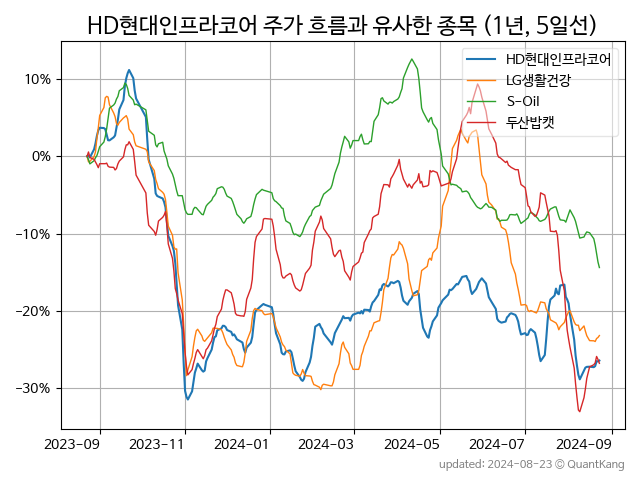 HD현대인프라코어 주가 흐름과 유사한 종목 (1년, 5일선)
HD현대인프라코어
LG생활건강
S-Oil
두산밥캣
10%
0%
−10%
−20%
−30%
2023-09 2023-11 2024-01 2024-03 2024-05 2024-07 2024-09
updated: 2024-08-23 © QuantKang